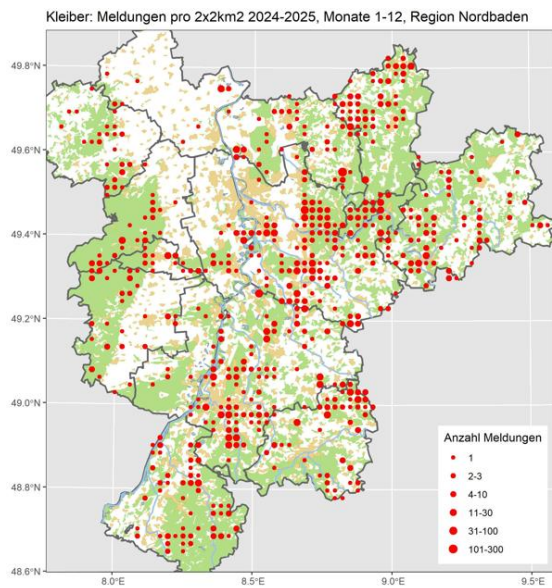 Kleiber: Meldungen pro 2x2km2 2024-2025, Monate 1-12, Region Nordbaden
49.8°N
49.6°N
49.4°N
49.2°N
49.0°N
48.8°N
48.6°N
Anzahl Meldungen
1
2-3
4-10
11-30
31-100
101-300
8.0°E
8.5°E
9.0°E
9.5°E